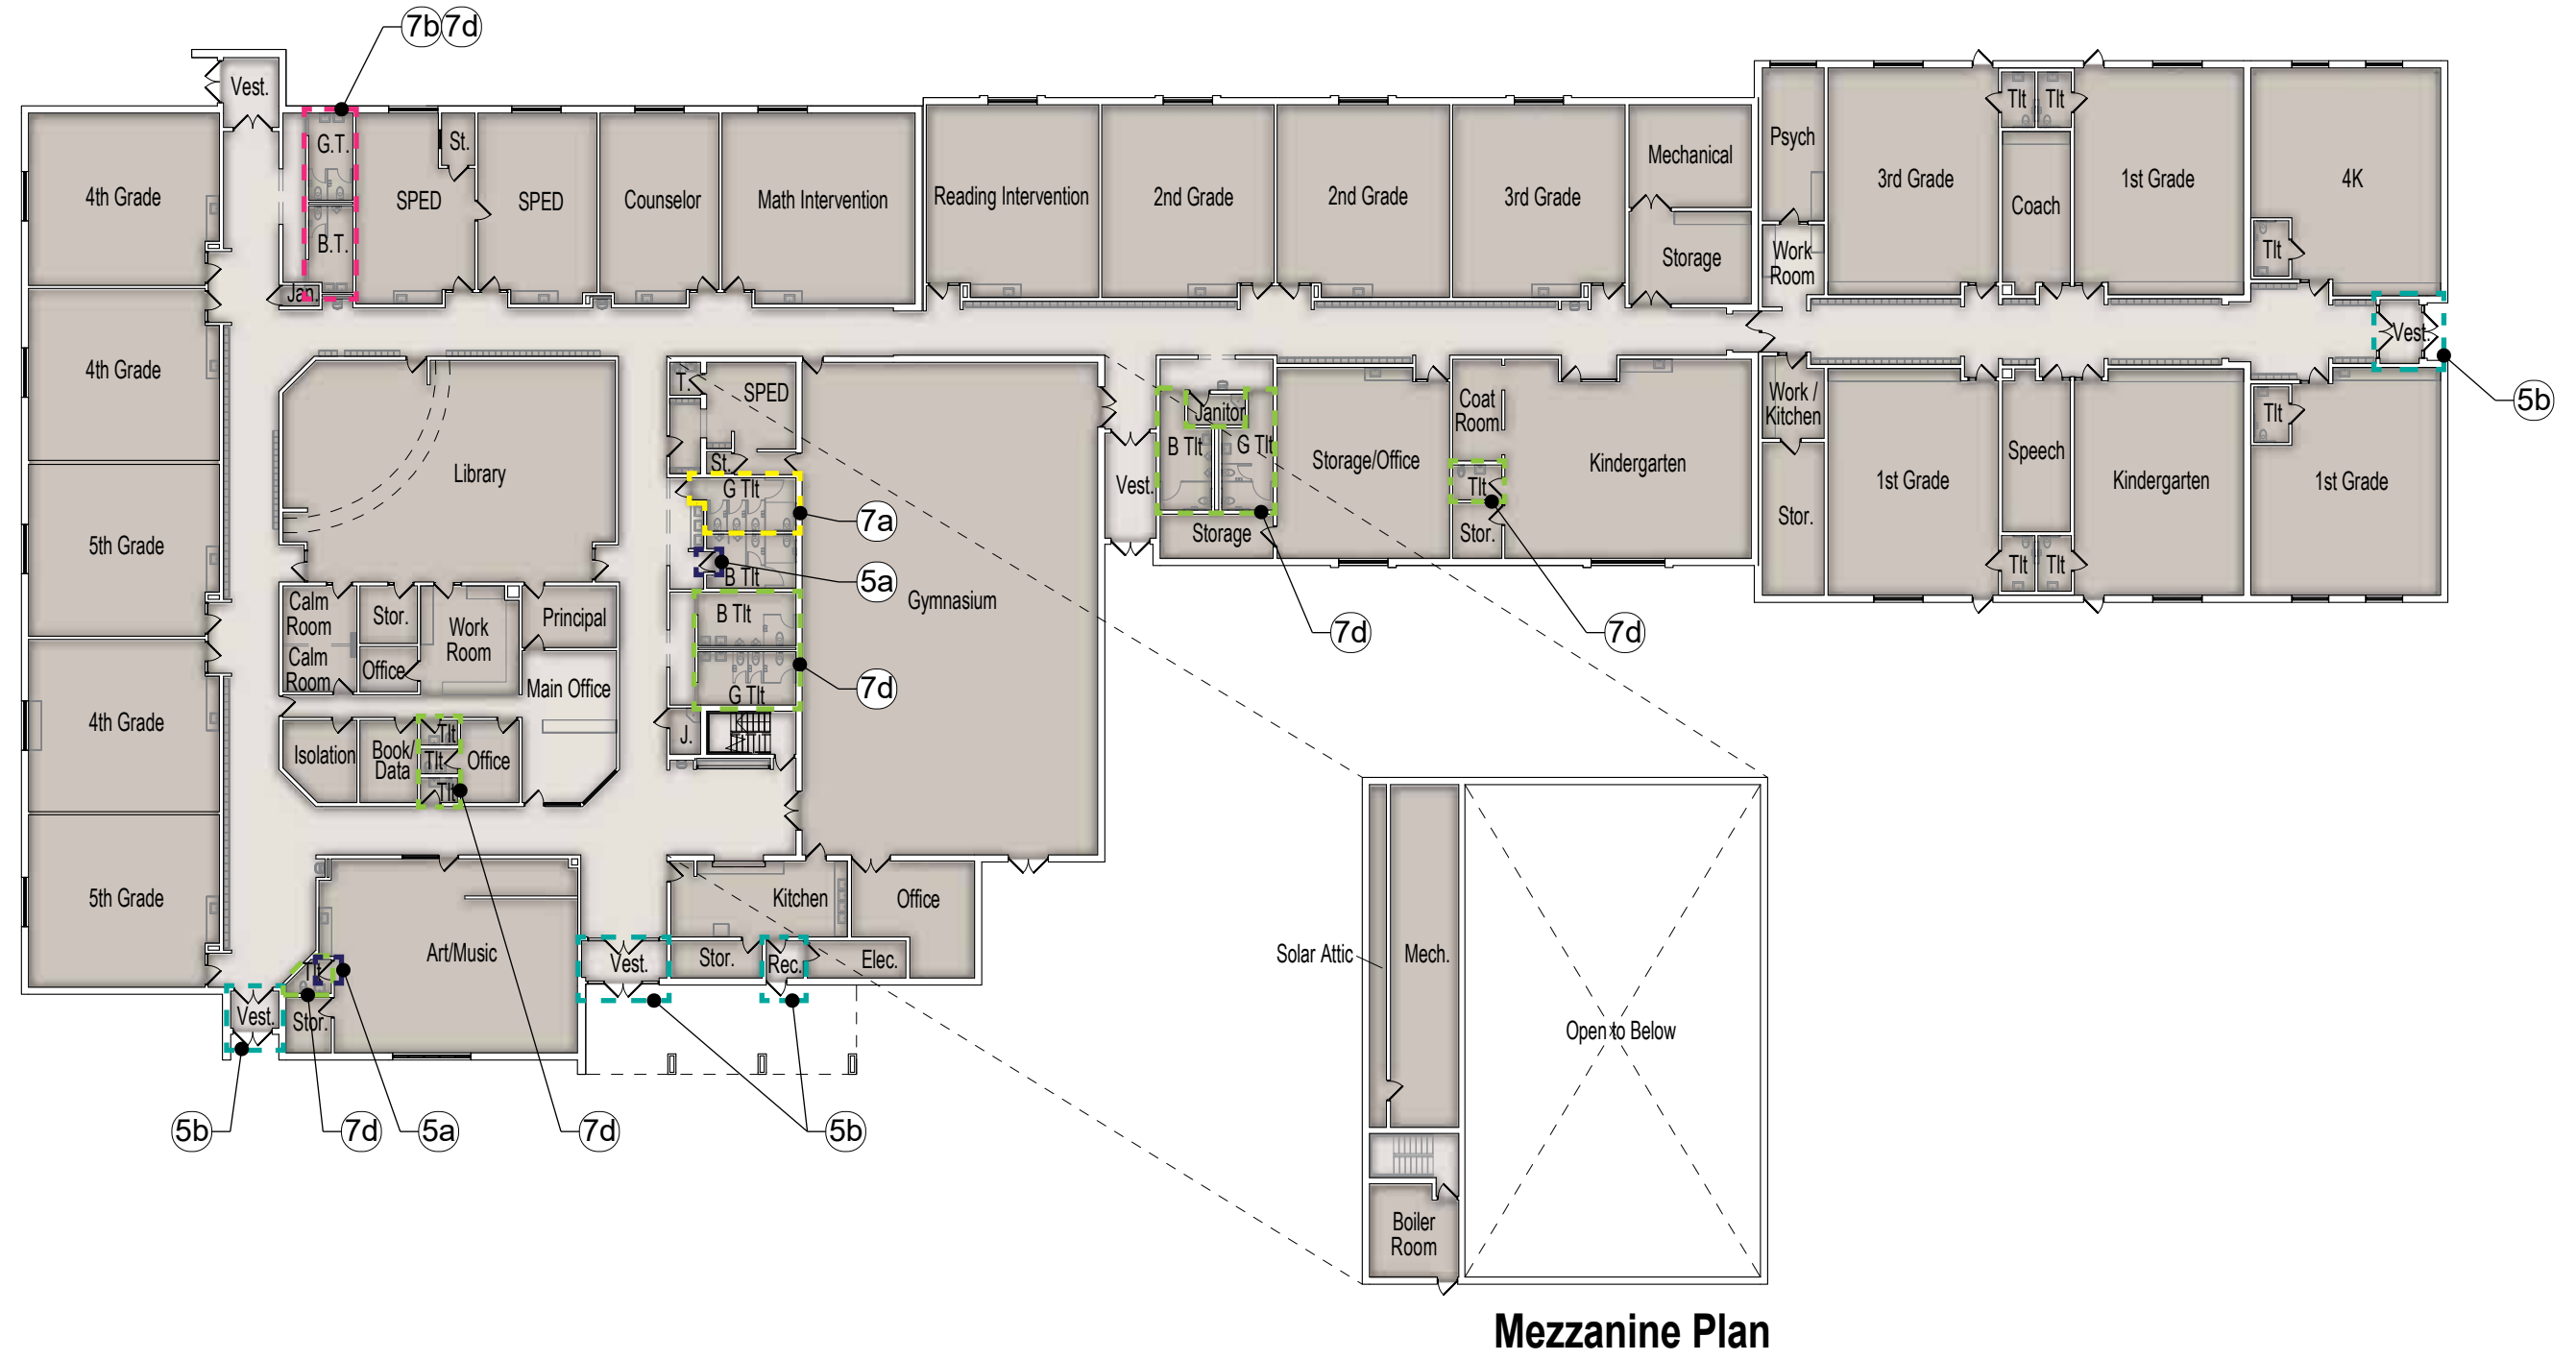 7b 7d
Vest.
G.T.
B.T.
Jan.
St.
SPED
SPED
Counselor
Math Intervention
Reading Intervention
2nd Grade
2nd Grade
3rd Grade
Mechanical
Storage
Psych
Work
Room
3rd Grade
Tlt
Tlt
Coach
1st Grade
4K
Tlt
Vest.
5b
4th Grade
4th Grade
5th Grade
4th Grade
5th Grade
Library
T.
SPED
St.
G Tlt
7a
B Tlt
5a
B Tlt
G Tlt
7d
J.
Gymnasium
Vest.
Janitor
B Tlt
G Tlt
Storage
7d
Storage/Office
Coat
Room
Tlt
Stor.
7d
Kindergarten
Work /
Kitchen
Stor.
1st Grade
Speech
Tlt
Tlt
Kindergarten
Tlt
1st Grade
Calm
Room
Calm
Room
Stor.
Office
Work
Room
Principal
Main Office
Isolation
Book/
Data
Tlt
Tlt
Tlt
Office
Art/Music
Tlt
Stor.
Vest.
Vest.
Kitchen
Office
Stor.
Rec.
Elec.
5b
7d
5a
7d
5b
Solar Attic
Mech.
Open to Below
Boiler
Room
Mezzanine Plan